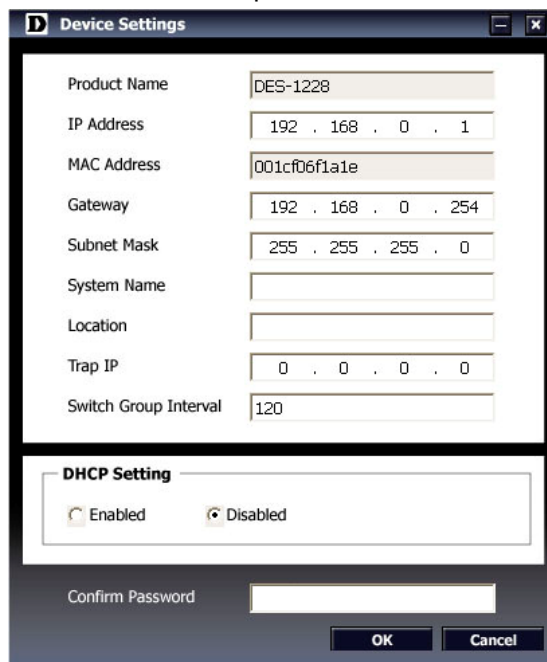 D Device Settings
Product Name DES-1228
IP Address 192 . 168 . 0 . 1
MAC Address 001cf06f1a1e
Gateway 192 . 168 . 0 . 254
Subnet Mask 255 . 255 . 255 . 0
System Name
Location
Trap IP 0 . 0 . 0 . 0
Switch Group Interval 120
DHCP Setting
Enabled Disabled
Confirm Password
OK Cancel